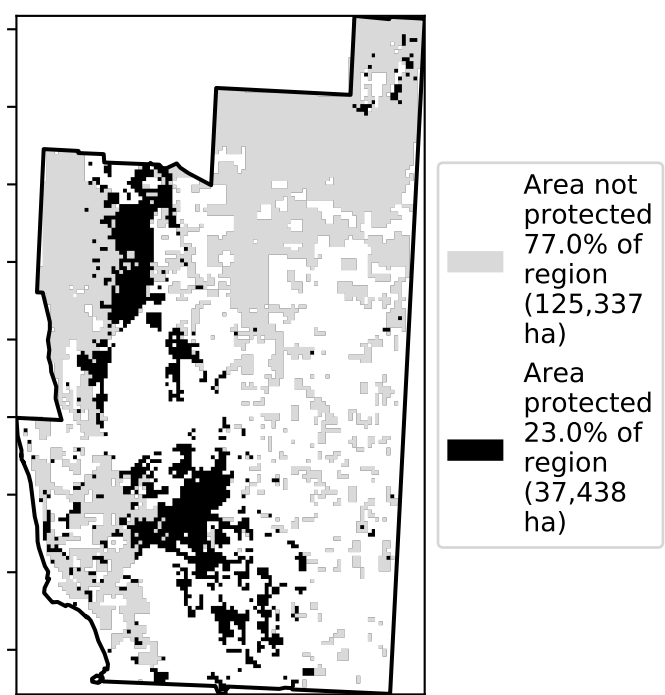 Area not
protected
77.0% of
region
(125,337
ha)
Area
protected
23.0% of
region
(37,438
ha)